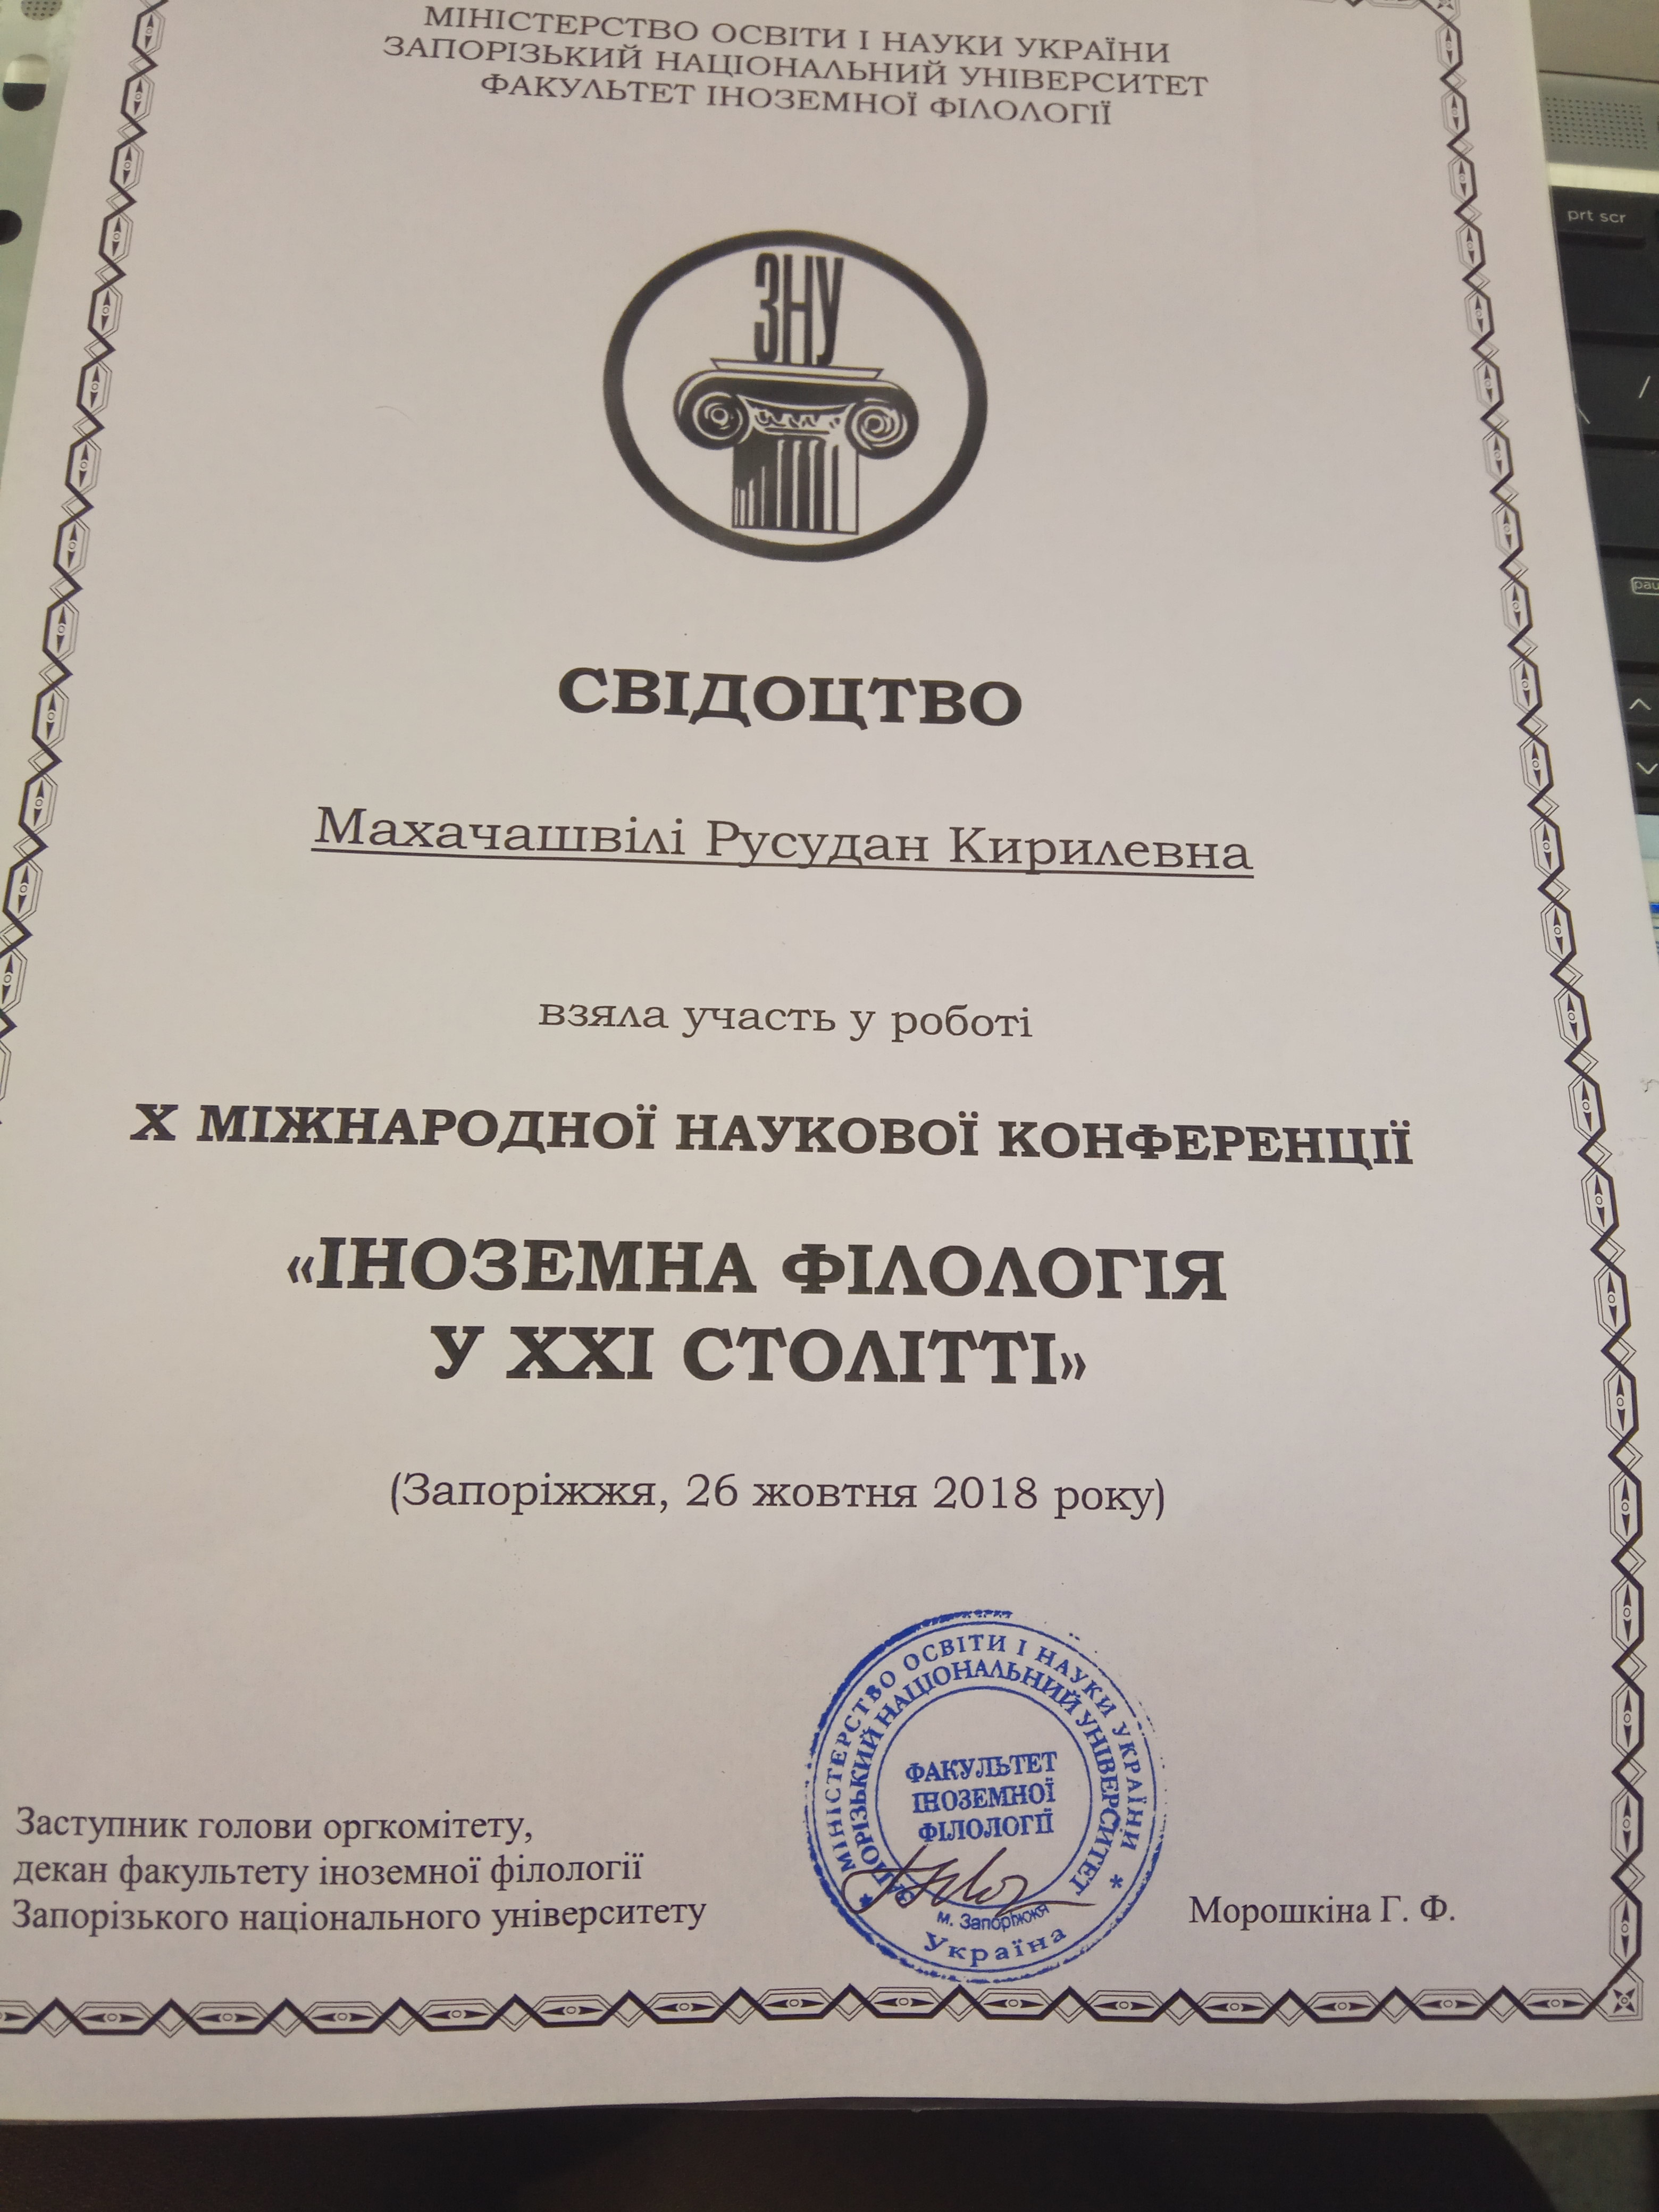 МІНІСТЕРСТВО ОСВІТИ І НАУКИ УКРАЇНИ
ЗАПОРІЗЬКИЙ НАЦІОНАЛЬНИЙ УНІВЕРСИТЕТ
ФАКУЛЬТЕТ ІНОЗЕМНОЇ ФІЛОЛОГІЇ
ЗНУ
СВІДОЦТВО
Махачашвілі Русудан Кирилевна
взяла участь у роботі
X МІЖНАРОДНОЇ НАУКОВОЇ КОНФЕРЕНЦІЇ
«ІНОЗЕМНА ФІЛОЛОГІЯ
У XXI СТОЛІТТІ»
(Запоріжжя, 26 жовтня 2018 року)
Заступник голови оргкомітету,
декан факультету іноземної філології
Запорізького національного університету
МІНІСТЕРСТВО ОСВІТИ І НАУКИ УКРАЇНИ *
ЗАПОРІЗЬКИЙ НАЦІОНАЛЬНИЙ УНІВЕРСИТЕТ
ФАКУЛЬТЕТ
ІНОЗЕМНОЇ
ФІЛОЛОГІЇ
м. Запоріжжя
Україна
Морошкіна Г. Ф.
prt scr